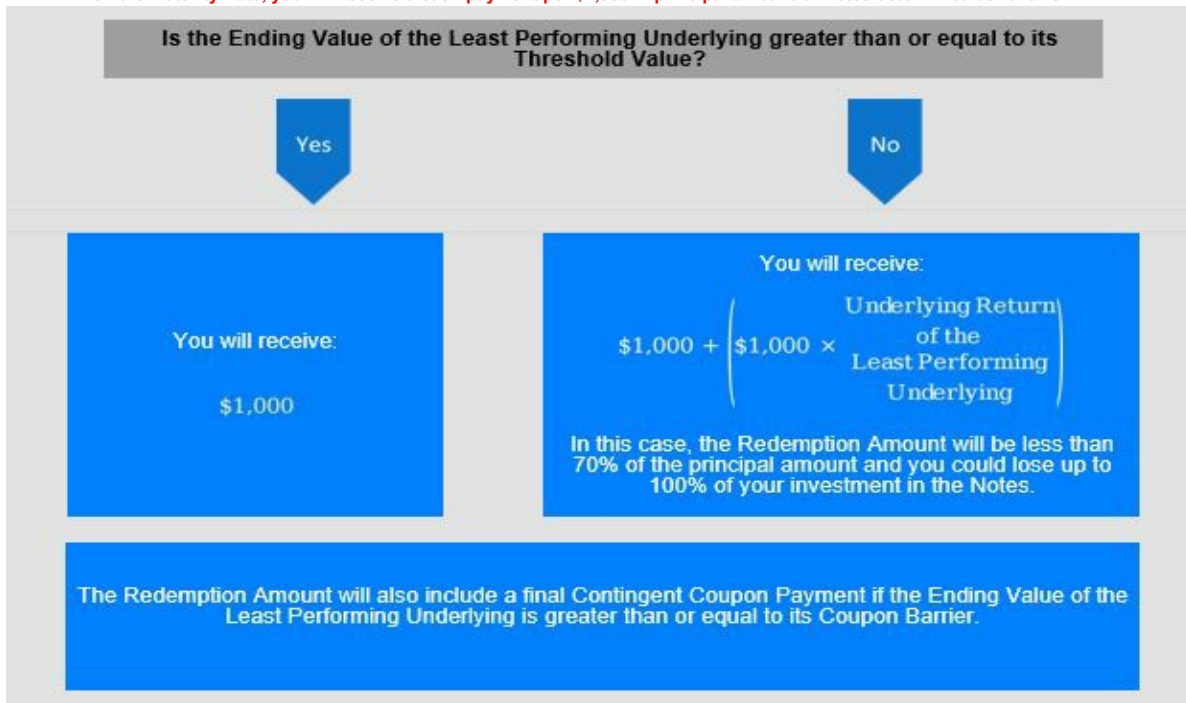 Is the Ending Value of the Least Performing Underlying greater than or equal to its
Threshold Value?
Yes
No
You will receive:
$1,000
You will receive:
$1,000 + ($1,000 × Underlying Return
of the
Least Performing
Underlying)
In this case, the Redemption Amount will be less than
70% of the principal amount and you could lose up to
100% of your investment in the Notes.
The Redemption Amount will also include a final Contingent Coupon Payment if the Ending Value of the
Least Performing Underlying is greater than or equal to its Coupon Barrier.